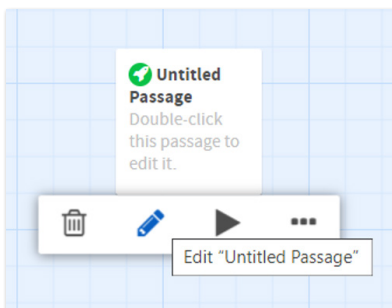 Untitled
Passage
Double-click
this passage to
edit it.
Edit “Untitled Passage”